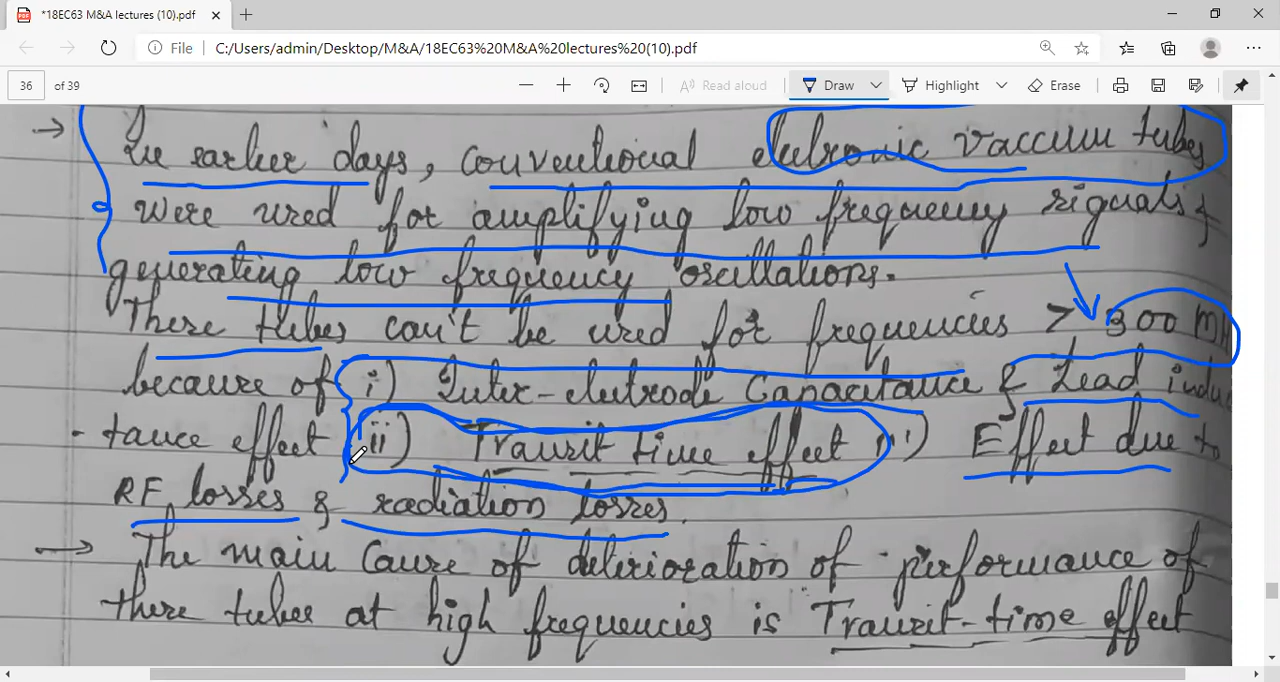 *18EC63 M&A lectures (10).pdf
File C:/Users/admin/Desktop/M&A/18EC63%20M&A%20lectures%20(10).pdf
36 of 39 Read aloud Draw Highlight Erase
→ In earlier days, conventional eletronic vaccum tubes
were used for amplifying low frequency signals &
generating low frequency oscillations.
These tubes can't be used for frequencies > 300 MH
because of i) Inter-electrode Capacitance & Lead induc
-tance effect ii) Transit time effect iii) Effect due to
RF losses & radiation losses.
→ The main cause of deterioration of performance of
these tubes at high frequencies is Transit-time effect